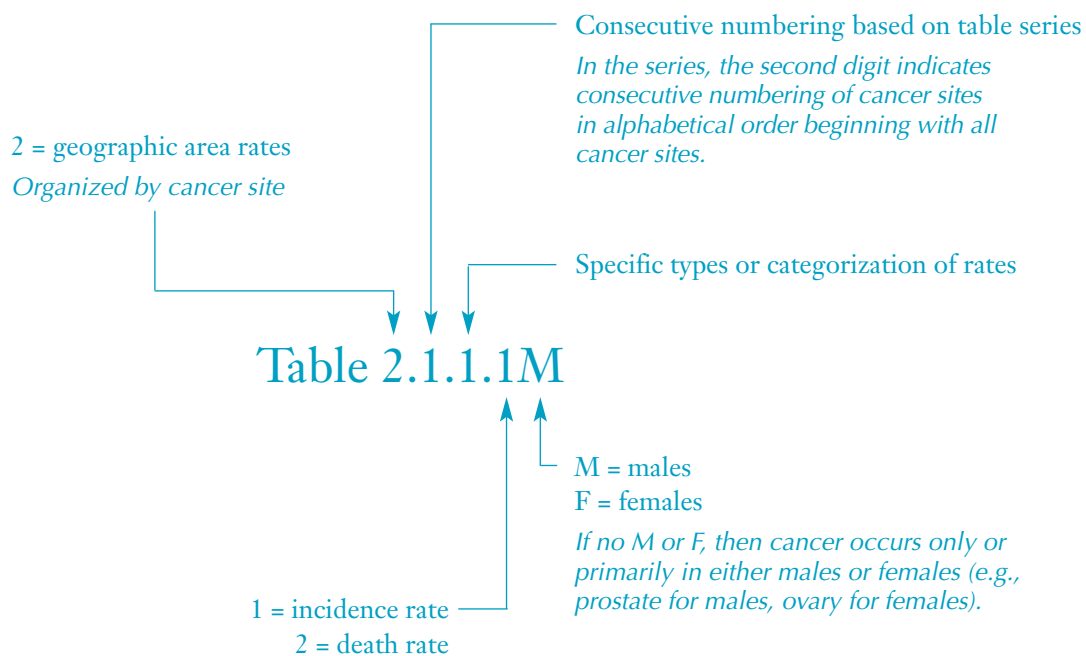 Consecutive numbering based on table series
In the series, the second digit indicates
consecutive numbering of cancer sites
in alphabetical order beginning with all
cancer sites.
2 = geographic area rates
Organized by cancer site
Specific types or categorization of rates
Table 2.1.1.1M
M = males
F = females
If no M or F, then cancer occurs only or
primarily in either males or females (e.g.,
prostate for males, ovary for females).
1 = incidence rate
2 = death rate